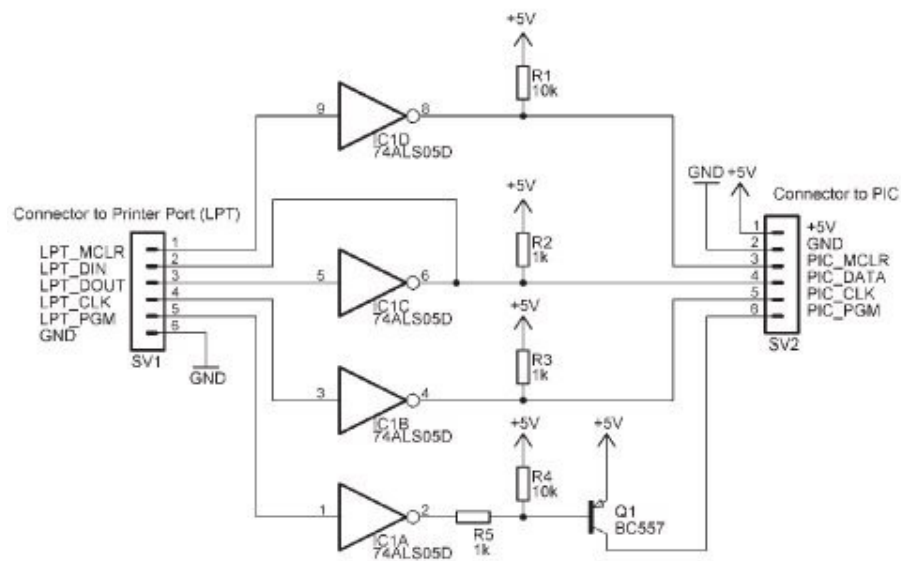 +5V
R1
10k
9
8
IC1D
74ALS05D
GND +5V
Connector to Printer Port (LPT)
Connector to PIC
+5V
R2
1k
LPT_MCLR
1
LPT_DIN
2
LPT_DOUT
3
LPT_CLK
4
LPT_PGM
5
GND
6
SV1
GND
5
6
IC1C
74ALS05D
1
+5V
2
GND
3
PIC_MCLR
4
PIC_DATA
5
PIC_CLK
6
PIC_PGM
SV2
+5V
R3
1k
3
4
IC1B
74ALS05D
+5V
+5V
R4
10k
1
2
IC1A
74ALS05D
R5
1k
Q1
BC557